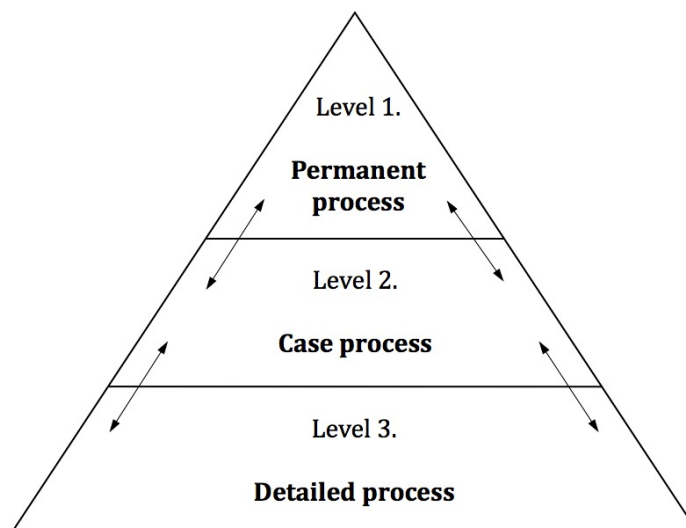 Level 1.
Permanent
process
Level 2.
Case process
Level 3.
Detailed process